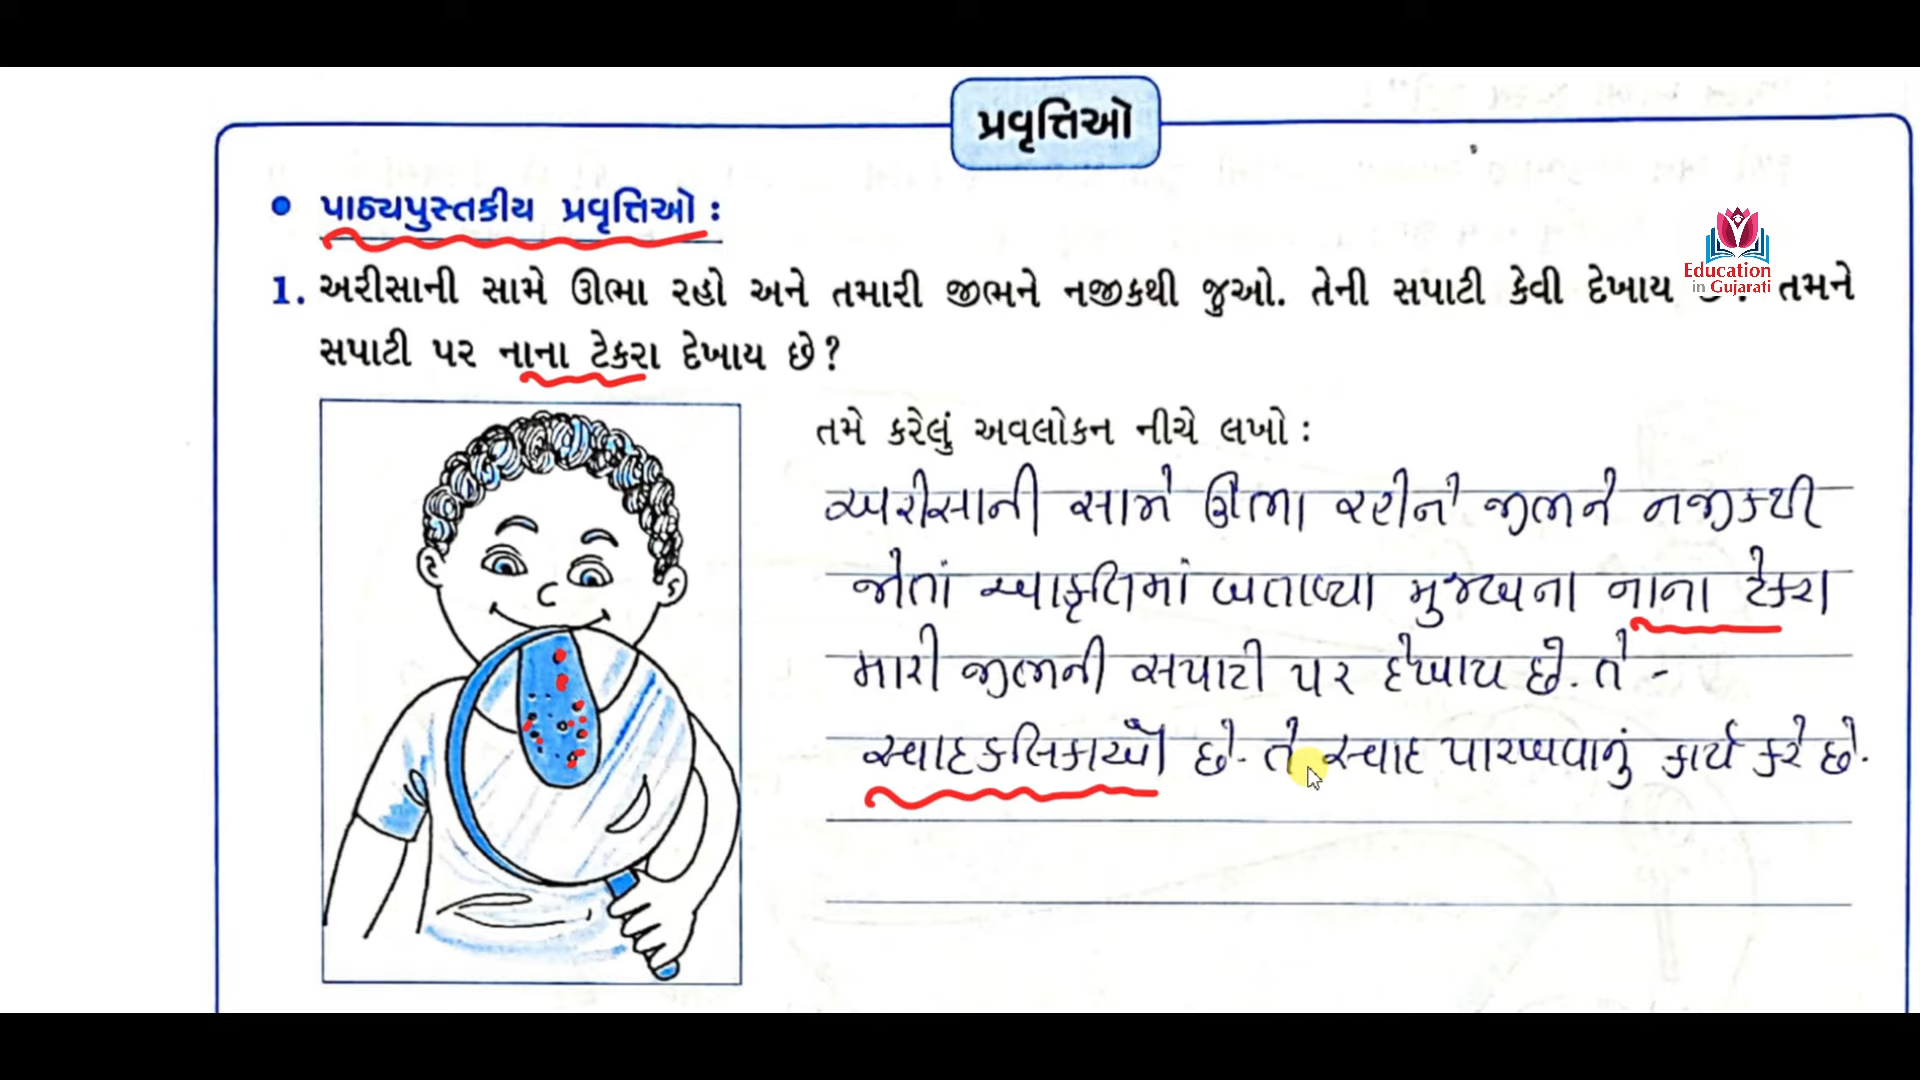 પ્રવૃત્તિઓ
પાઠ્યપુસ્તકીય પ્રવૃત્તિઓ :
Education
in Gujarati
1. અરીસાની સામે ઊભા રહો અને તમારી જીભને નજીકથી જુઓ. તેની સપાટી કેવી દેખાય તમને
સપાટી પર નાના ટેકરા દેખાય છે?
તમે કરેલું અવલોકન નીચે લખો :
અરીસાની સામે ઊભા રહીને જીભને નજીકથી
જોતાં આકૃતિમાં બતાવ્યા મુજબના નાના ટેકરા
મારી જીભની સપાટી પર દેખાય છે. તે -
સ્વાદકલિકાઓ છે. તે સ્વાદ પારખવાનું કાર્ય કરે છે.